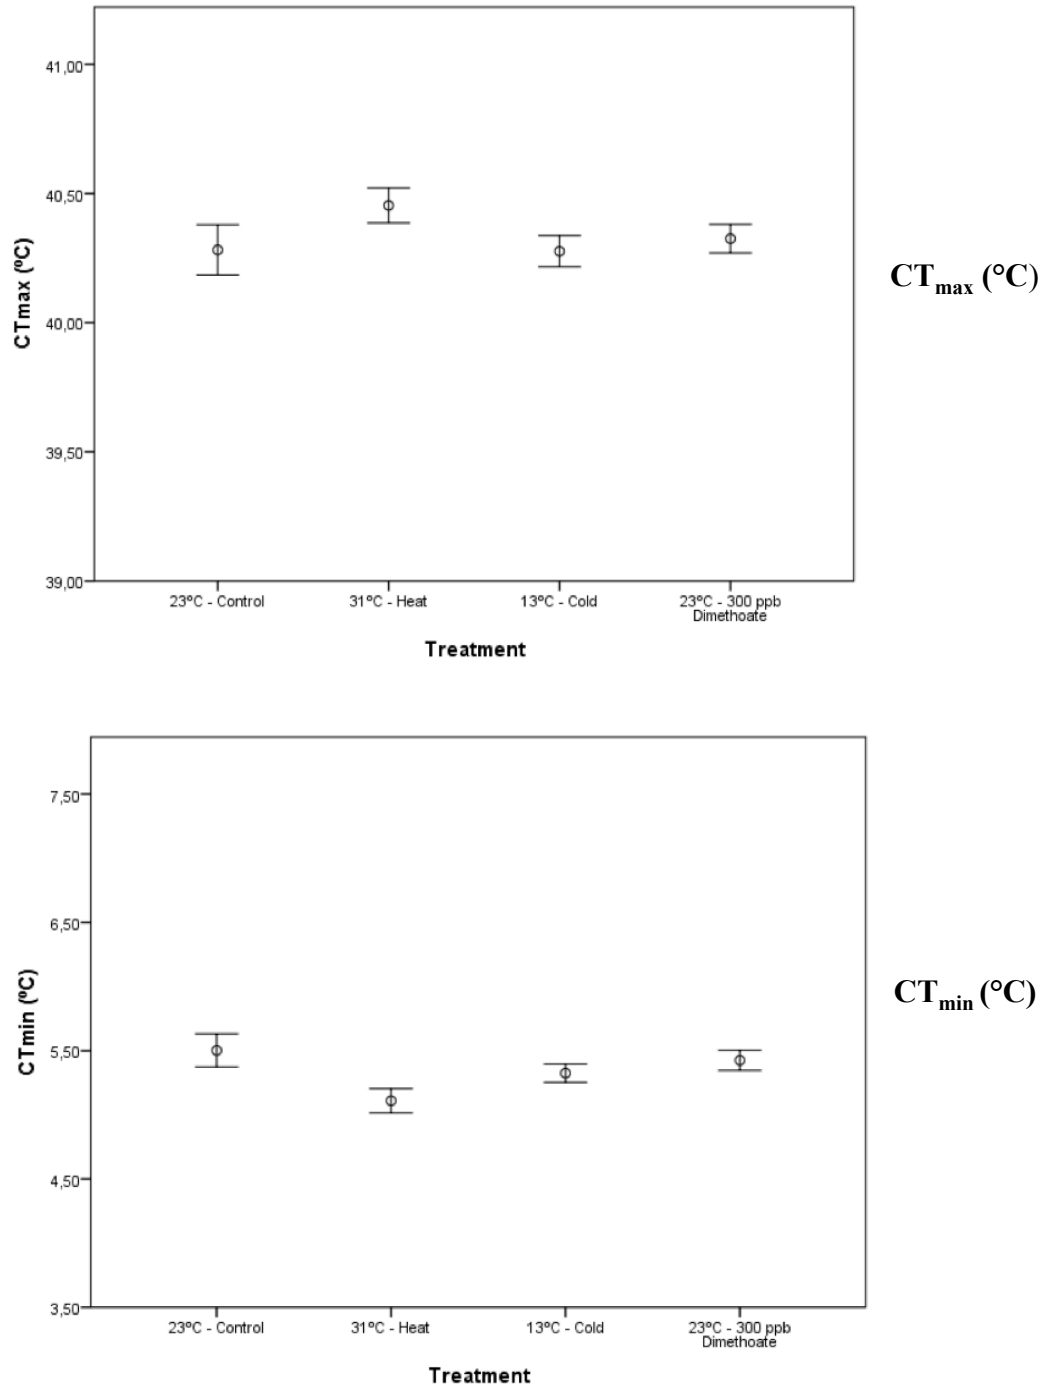 41,00
40,50
40,00
39,50
39,00
CTmax (ºC)
23ºC - Control
31ºC - Heat
13ºC - Cold
23ºC - 300 ppb
Dimethoate
Treatment
CTmax (°C)
7,50
6,50
5,50
4,50
3,50
CTmin (ºC)
23ºC - Control
31ºC - Heat
13ºC - Cold
23ºC - 300 ppb
Dimethoate
Treatment
CTmin (°C)